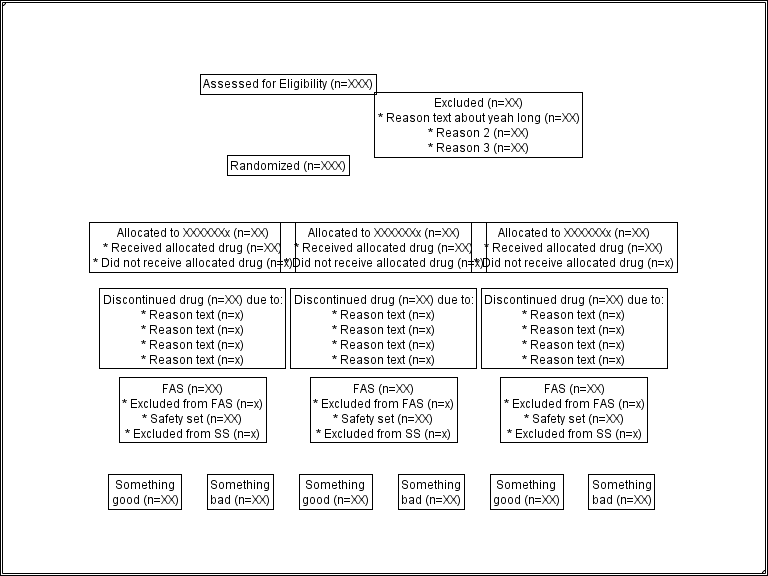 Assessed for Eligibility (n=XXX)
Excluded (n=XX)
* Reason text about yeah long (n=XX)
* Reason 2 (n=XX)
* Reason 3 (n=XX)
Randomized (n=XXX)
Allocated to XXXXXXx (n=XX)
* Received allocated drug (n=XX)
* Did not receive allocated drug (n=x)
Allocated to XXXXXXx (n=XX)
* Received allocated drug (n=XX)
* Did not receive allocated drug (n=x)
Allocated to XXXXXXx (n=XX)
* Received allocated drug (n=XX)
* Did not receive allocated drug (n=x)
Discontinued drug (n=XX) due to:
* Reason text (n=x)
* Reason text (n=x)
* Reason text (n=x)
* Reason text (n=x)
Discontinued drug (n=XX) due to:
* Reason text (n=x)
* Reason text (n=x)
* Reason text (n=x)
* Reason text (n=x)
Discontinued drug (n=XX) due to:
* Reason text (n=x)
* Reason text (n=x)
* Reason text (n=x)
* Reason text (n=x)
FAS (n=XX)
* Excluded from FAS (n=x)
* Safety set (n=XX)
* Excluded from SS (n=x)
FAS (n=XX)
* Excluded from FAS (n=x)
* Safety set (n=XX)
* Excluded from SS (n=x)
FAS (n=XX)
* Excluded from FAS (n=x)
* Safety set (n=XX)
* Excluded from SS (n=x)
Something
good (n=XX)
Something
bad (n=XX)
Something
good (n=XX)
Something
bad (n=XX)
Something
good (n=XX)
Something
bad (n=XX)